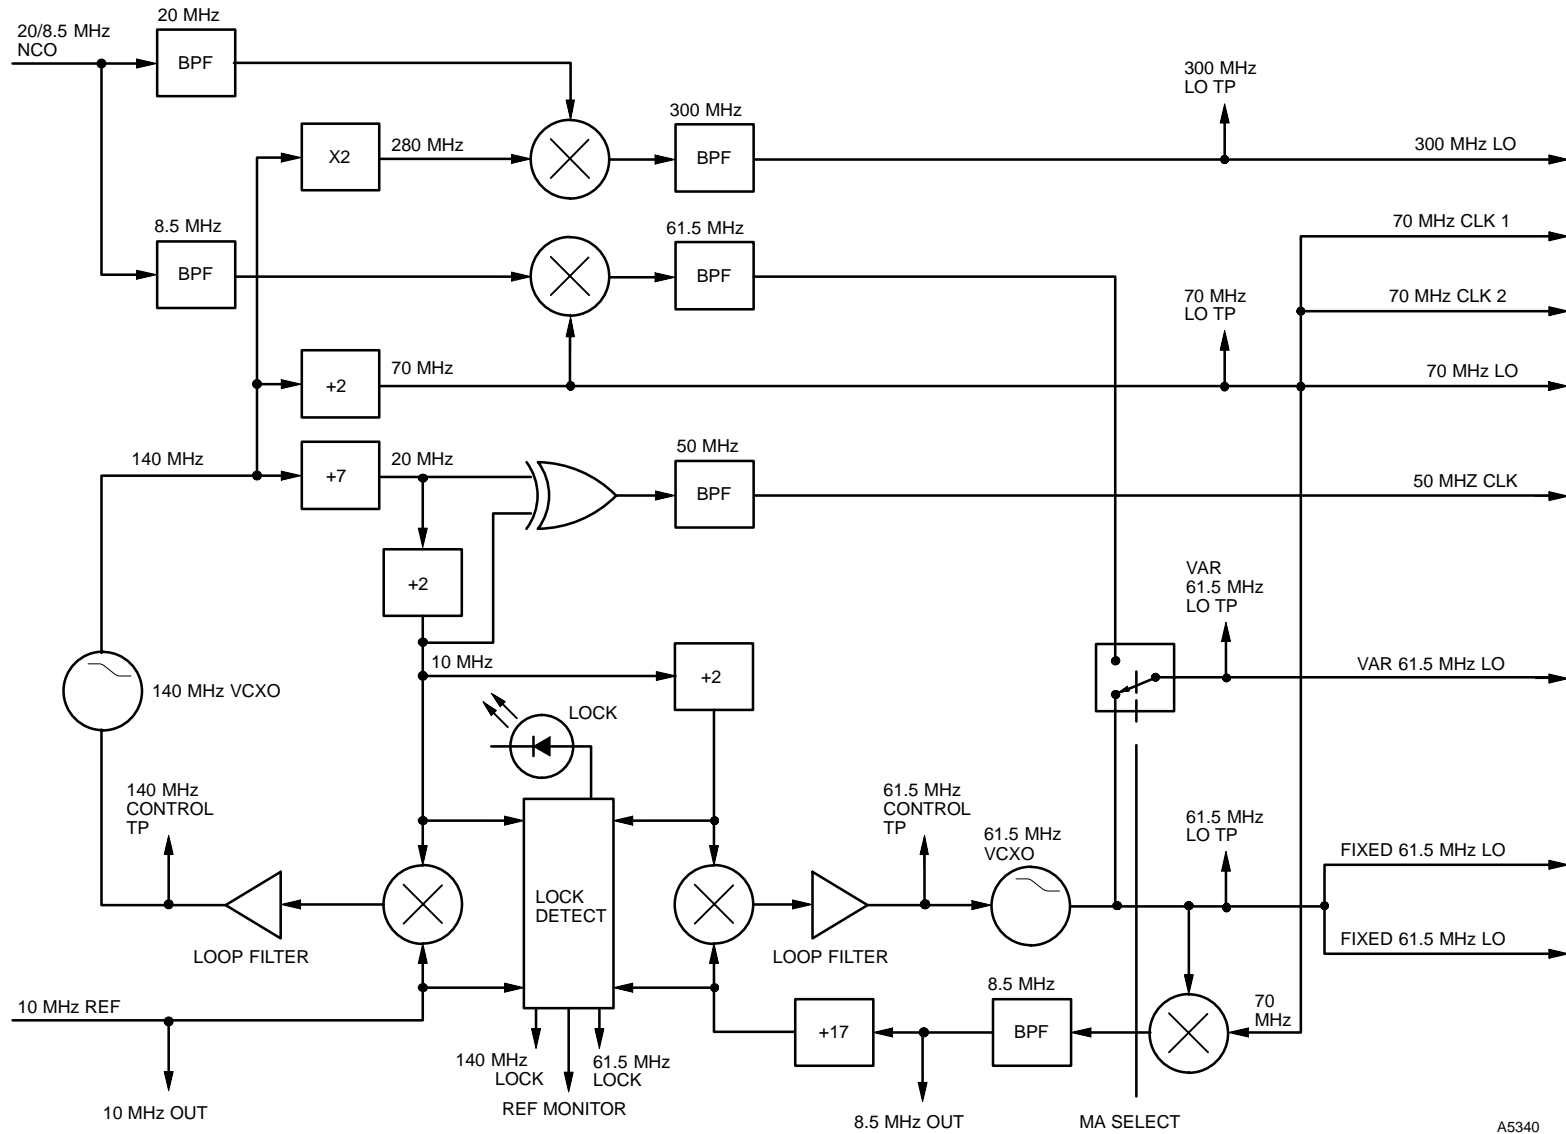 20 MHz
20/8.5 MHz
NCO
BPF
300 MHz
LO TP
300 MHz
X2
280 MHz
BPF
300 MHz LO
8.5 MHz
61.5 MHz
70 MHz CLK 1
BPF
BPF
70 MHz
LO TP
70 MHz CLK 2
+2
70 MHz
70 MHz LO
50 MHz
140 MHz
+7
20 MHz
BPF
50 MHZ CLK
+2
VAR
61.5 MHz
LO TP
10 MHz
+2
VAR 61.5 MHz LO
140 MHz VCXO
LOCK
140 MHz
CONTROL
TP
61.5 MHz
CONTROL
TP
61.5 MHz
VCXO
61.5 MHz
LO TP
FIXED 61.5 MHz LO
LOCK
DETECT
LOOP FILTER
LOOP FILTER
FIXED 61.5 MHz LO
10 MHz REF
8.5 MHz
70
MHz
+17
BPF
140 MHz
LOCK
61.5 MHz
LOCK
REF MONITOR
10 MHz OUT
8.5 MHz OUT
MA SELECT
A5340